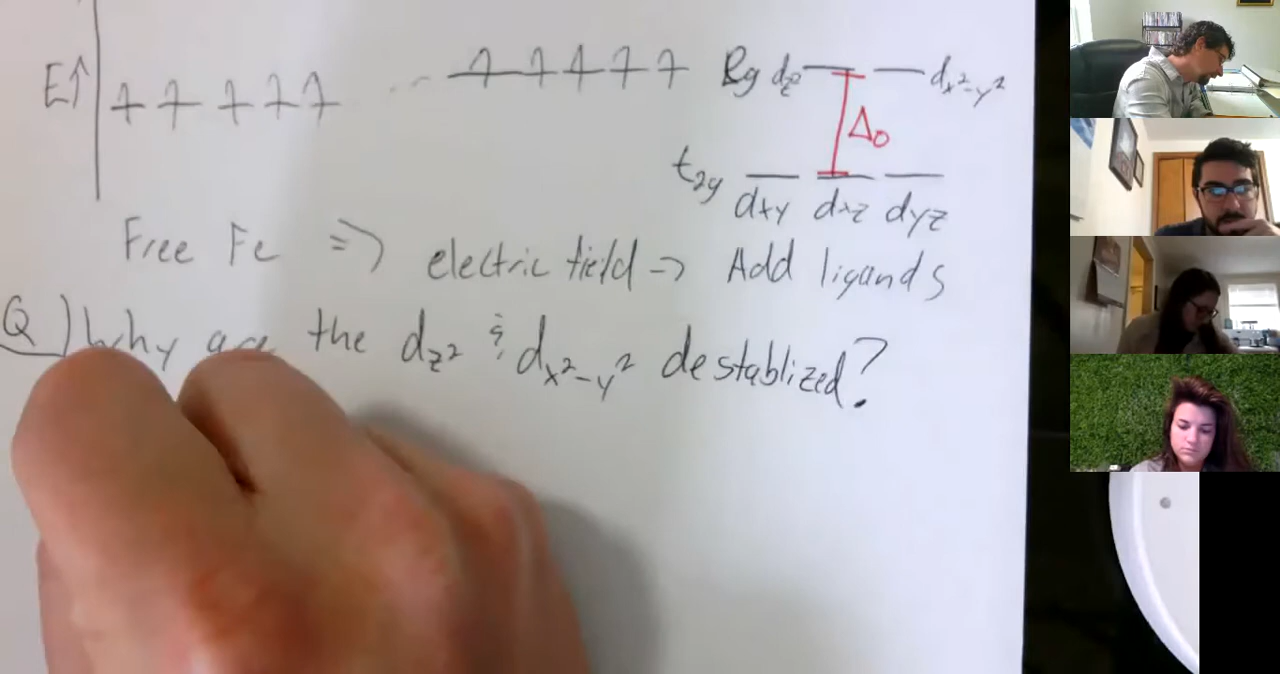 E↑
Eg dz² dx²-y²
Δo
t2g
dxy dxz dyz
Free Fe => electric field -> Add ligands
Q) Why are the dz² & dx²-y² destablized?